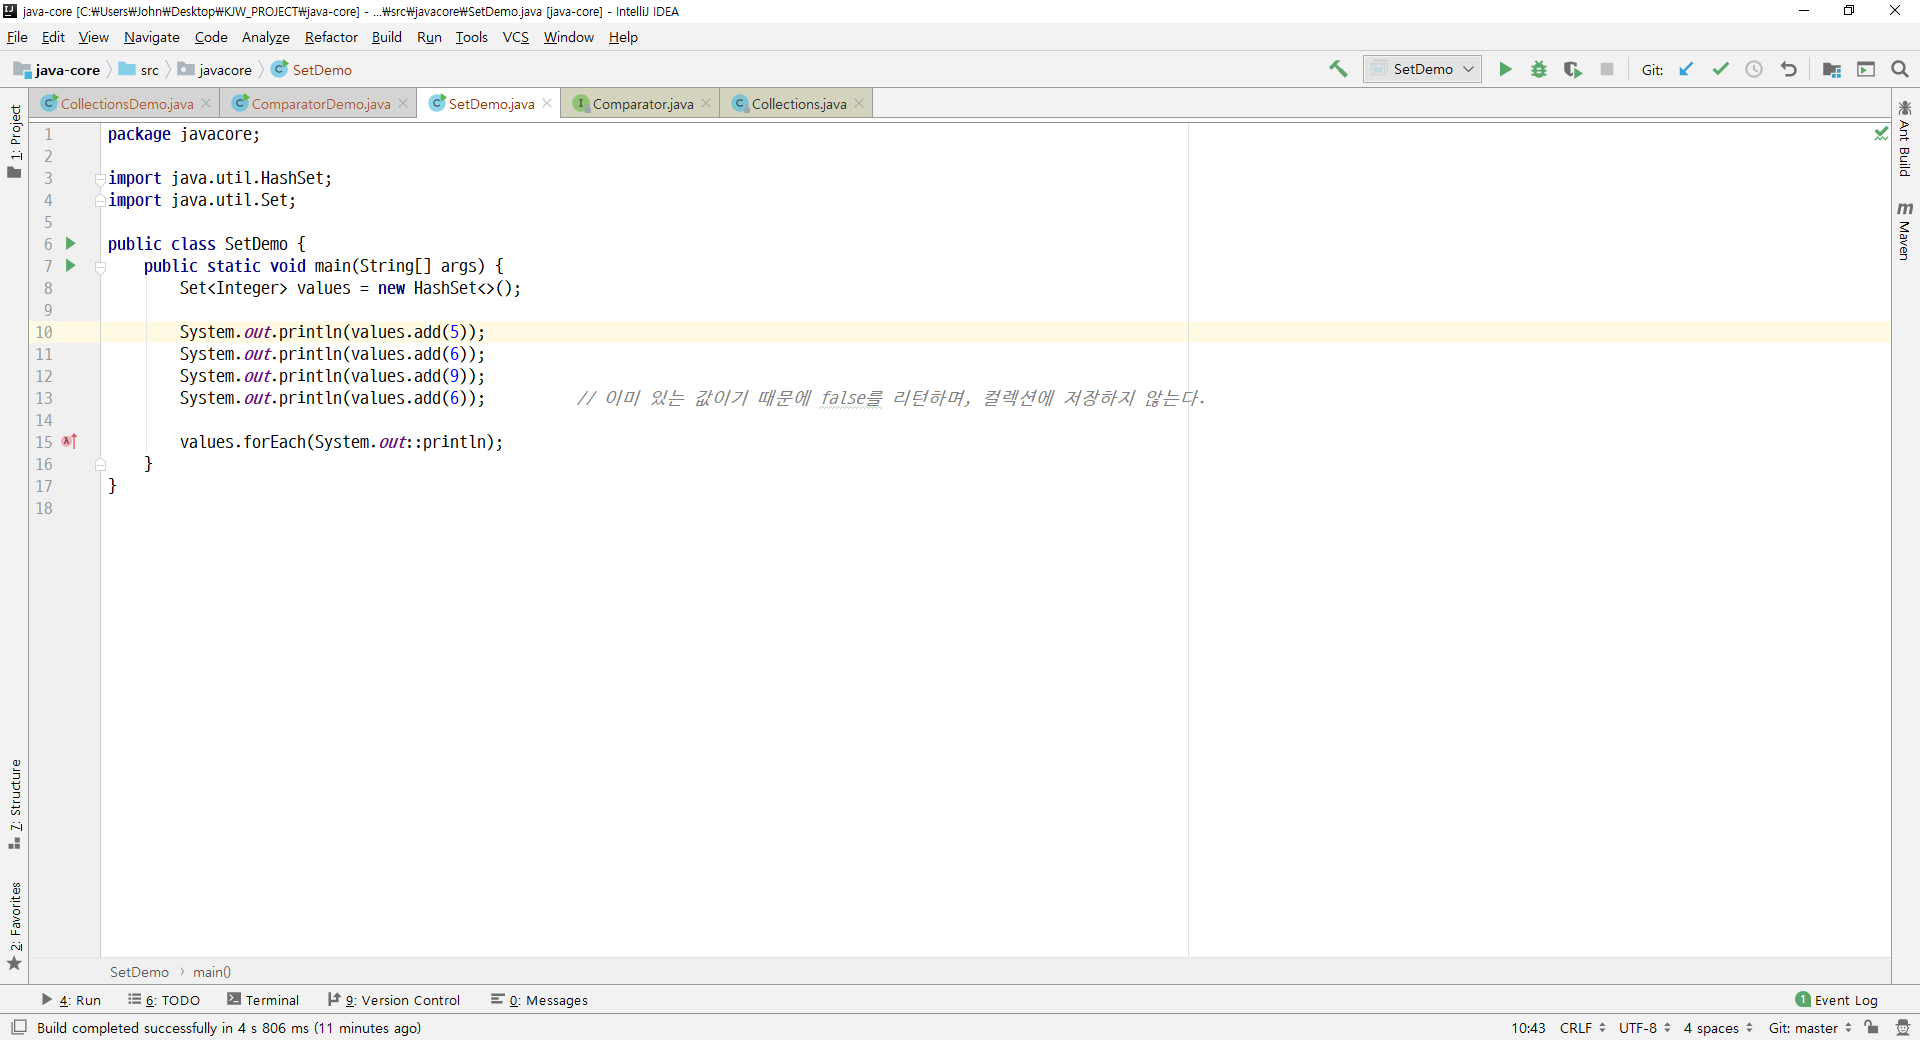 java-core [C:₩Users₩John₩Desktop₩KJW_PROJECT₩java-core] - ...₩src₩javacore₩SetDemo.java [java-core] - IntelliJ IDEA
File Edit View Navigate Code Analyze Refactor Build Run Tools VCS Window Help
java-core src javacore SetDemo SetDemo Git:
CollectionsDemo.java ComparatorDemo.java SetDemo.java Comparator.java Collections.java
1: Project
7: Structure
2: Favorites
1 package javacore;
2
3 import java.util.HashSet;
4 import java.util.Set;
5
6 public class SetDemo {
7     public static void main(String[] args) {
8         Set<Integer> values = new HashSet<>();
9
10         System.out.println(values.add(5));
11         System.out.println(values.add(6));
12         System.out.println(values.add(9));
13         System.out.println(values.add(6));          // 이미 있는 값이기 때문에 false를 리턴하며, 컬렉션에 저장하지 않는다.
14
15         values.forEach(System.out::println);
16     }
17 }
18
Ant Build
m Maven
SetDemo › main()
4: Run 6: TODO Terminal 9: Version Control 0: Messages 1 Event Log
Build completed successfully in 4 s 806 ms (11 minutes ago) 10:43 CRLF UTF-8 4 spaces Git: master